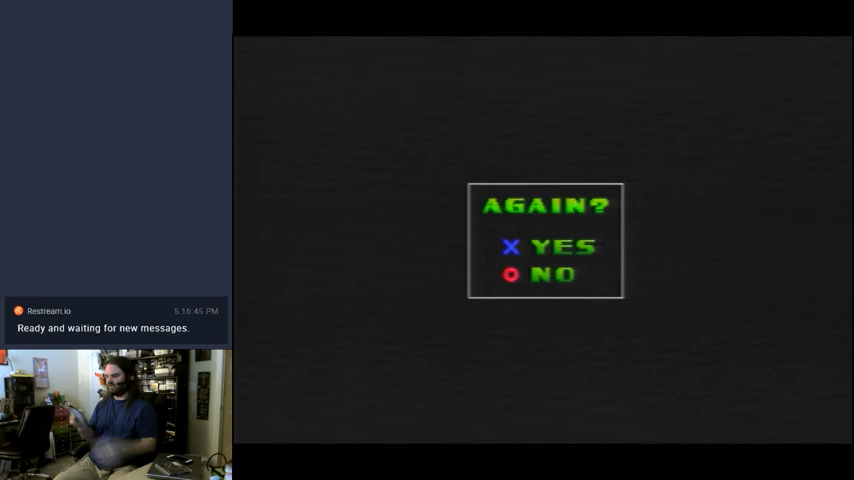 AGAIN?
X YES
O NO
Restream.io 5:16:45 PM
Ready and waiting for new messages.